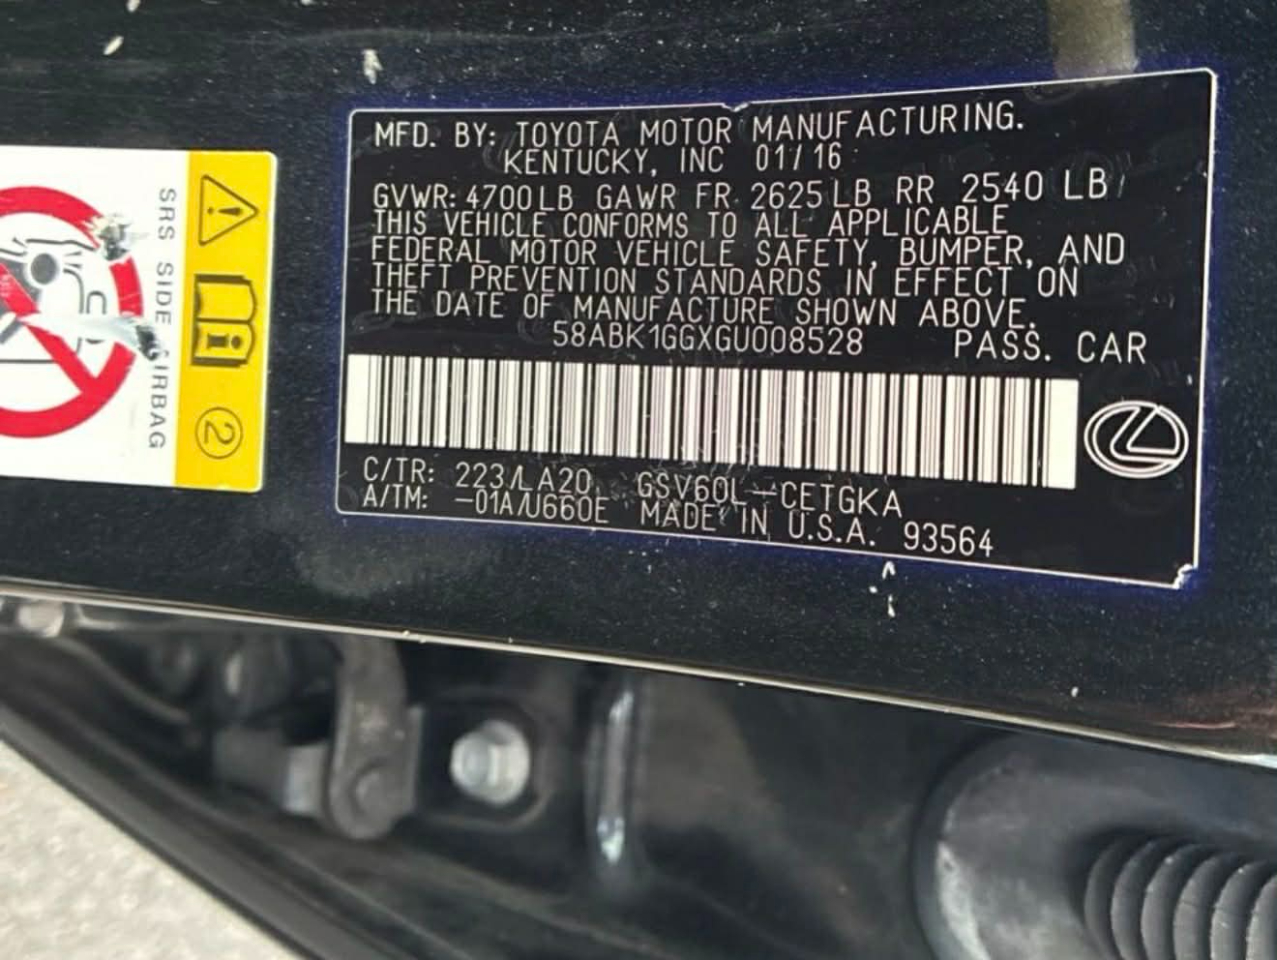 MFD. BY: TOYOTA MOTOR MANUFACTURING.
KENTUCKY, INC 01/16
GVWR: 4700LB GAWR FR 2625LB RR 2540 LB
THIS VEHICLE CONFORMS TO ALL APPLICABLE
FEDERAL MOTOR VEHICLE SAFETY, BUMPER, AND
THEFT PREVENTION STANDARDS IN EFFECT ON
THE DATE OF MANUFACTURE SHOWN ABOVE.
58ABK1GGXGU008528 PASS. CAR
C/TR: 223/LA20 GSV60L-CETGKA
A/TM: -01A/U660E MADE IN U.S.A. 93564
SRS SIDE AIRBAG
2